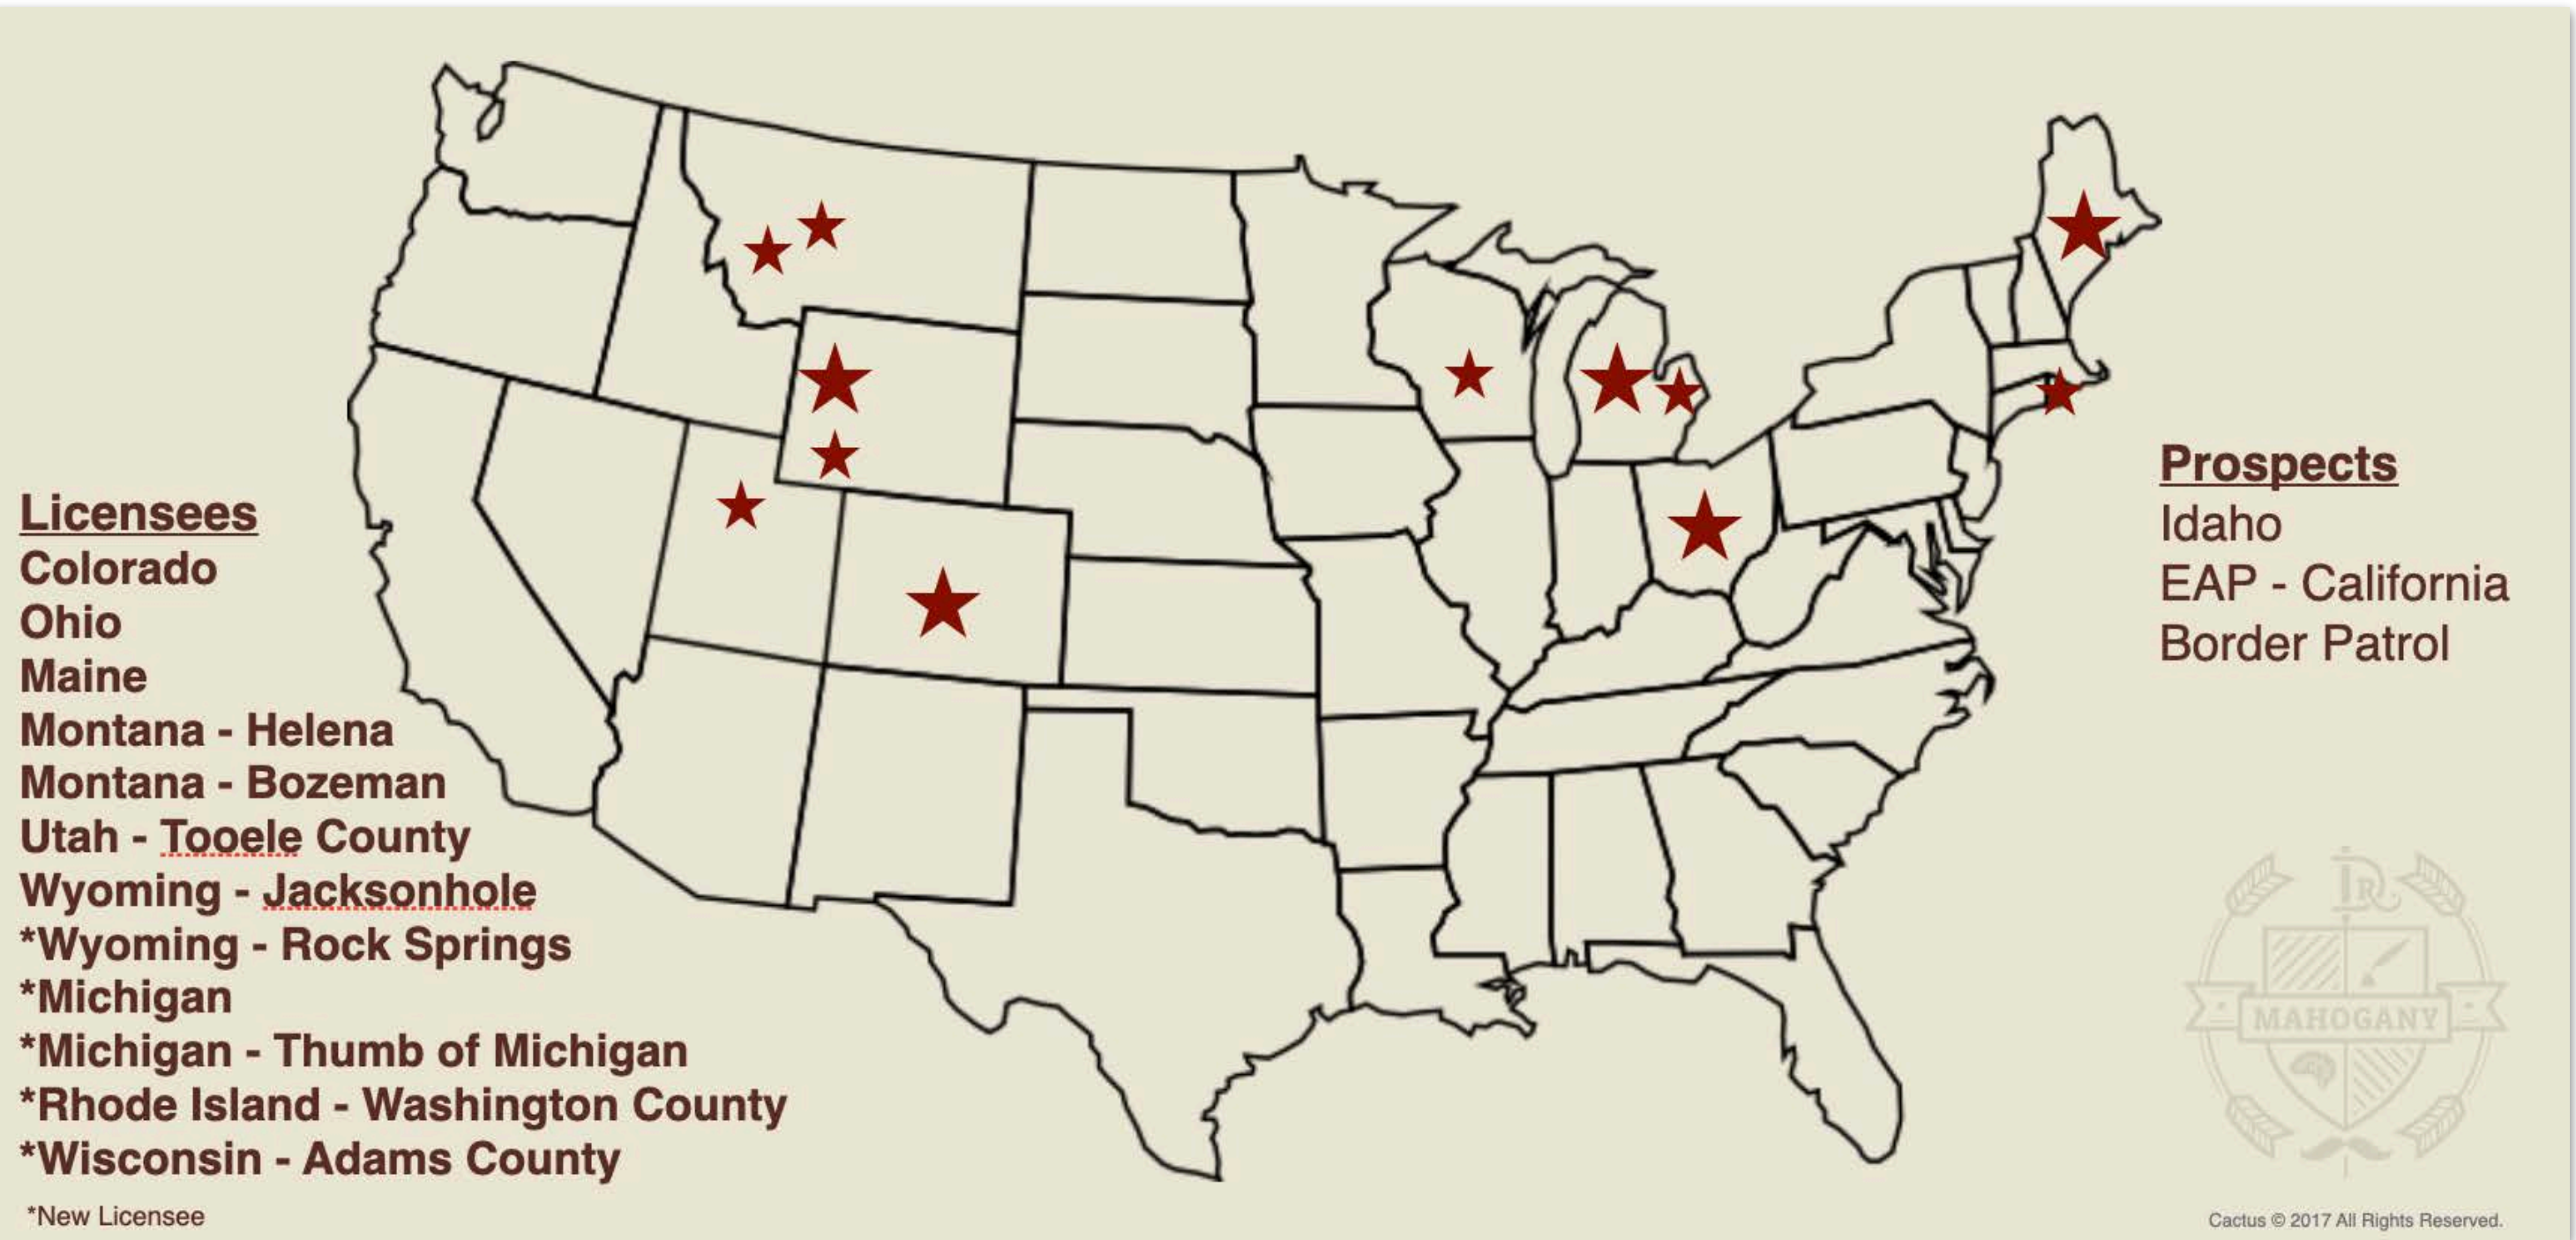 Licensees
Colorado
Ohio
Maine
Montana - Helena
Montana - Bozeman
Utah - Tooele County
Wyoming - Jacksonhole
*Wyoming - Rock Springs
*Michigan
*Michigan - Thumb of Michigan
*Rhode Island - Washington County
*Wisconsin - Adams County
*New Licensee
Prospects
Idaho
EAP - California
Border Patrol
DR
MAHOGANY
Cactus © 2017 All Rights Reserved.